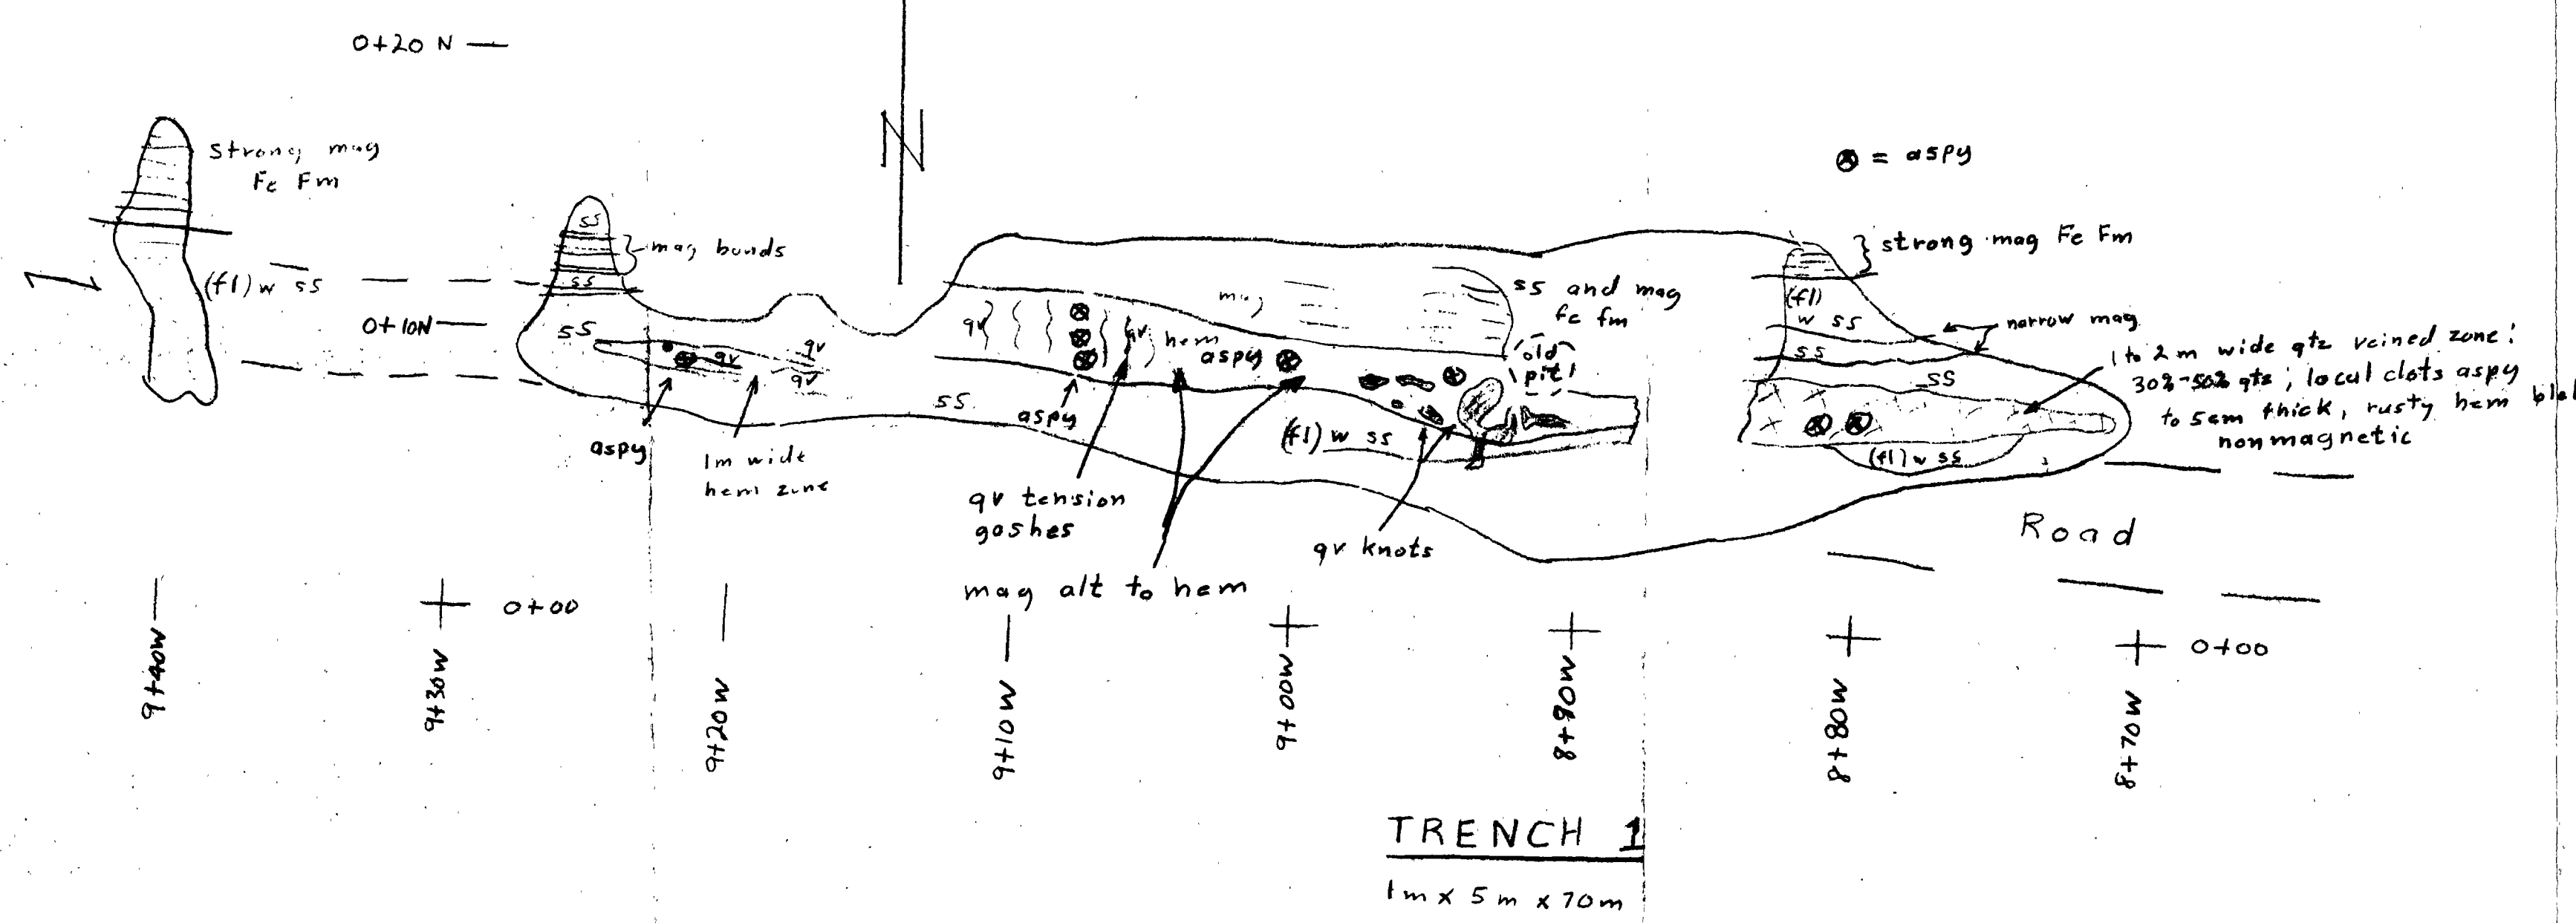 0+20 N
N
strong mag
Fe Fm
= aspy
ss
mag bands
ss
strong mag Fe Fm
(fl) w ss
0+10N
ss
qv
qv
qv
aspy
1m wide
hem zone
ss
qv
qv
hem
mag
aspy
aspy
ss and mag
fe fm
old
pit
(fl) w ss
qv tension
gashes
mag alt to hem
qv knots
(fl)
w ss
ss
ss
narrow mag
1 to 2 m wide qtz veined zone:
30%-50% qtz; local clots aspy
to 5cm thick, rusty hem
nonmagnetic
(fl) w ss
Road
0+00
0+00
9+40W
9+30W
9+20W
9+10W
9+00W
8+90W
8+80W
8+70W
TRENCH 1
1m x 5m x 70m